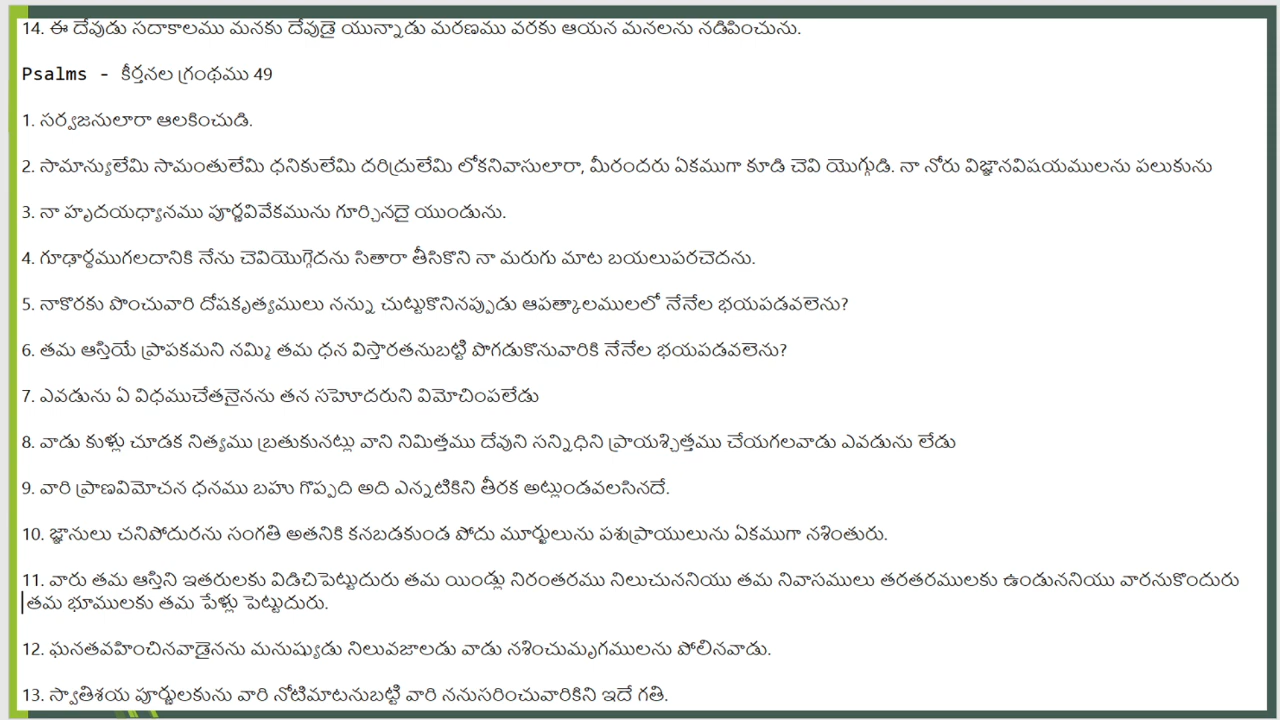 14. ఈ దేవుడు సదాకాలము మనకు దేవుడై యున్నాడు మరణము వరకు ఆయన మనలను నడిపించును.
Psalms - కీర్తనల గ్రంథము 49
1. సర్వజనులారా ఆలకించుడి.
2. సామాన్యులేమి సామంతులేమి ధనికులేమి దరిద్రులేమి లోకనివాసులారా, మీరందరు ఏకముగా కూడి చెవి యొగ్గుడి. నా నోరు విజ్ఞానవిషయములను పలుకును
3. నా హృదయధ్యానము పూర్ణవివేకమును గూర్చినదై యుండును.
4. గూఢార్థముగలదానికి నేను చెవియొగ్గెదను సితారా తీసికొని నా మరుగు మాట బయలుపరచెదను.
5. నాకొరకు పొంచువారి దోషకృత్యములు నన్ను చుట్టుకొనినప్పుడు ఆపత్కాలములలో నేనేల భయపడవలెను?
6. తమ ఆస్తియే ప్రాపకమని నమ్మి తమ ధన విస్తారతనుబట్టి పొగడుకొనువారికి నేనేల భయపడవలెను?
7. ఎవడును ఏ విధముచేతనైనను తన సహోదరుని విమోచింపలేడు
8. వాడు కుళ్లు చూడక నిత్యము బ్రతుకునట్లు వాని నిమిత్తము దేవుని సన్నిధిని ప్రాయశ్చిత్తము చేయగలవాడు ఎవడును లేడు
9. వారి ప్రాణవిమోచన ధనము బహు గొప్పది అది ఎన్నటికిని తీరక అట్లుండవలసినదే.
10. జ్ఞానులు చనిపోదురను సంగతి అతనికి కనబడకుండ పోదు మూర్ఖులును పశుప్రాయులును ఏకముగా నశింతురు.
11. వారు తమ ఆస్తిని ఇతరులకు విడిచిపెట్టుదురు తమ యిండ్లు నిరంతరము నిలుచుననియు తమ నివాసములు తరతరములకు ఉండుననియు వారనుకొందురు
తమ భూములకు తమ పేళ్లు పెట్టుదురు.
12. ఘనతవహించినవాడైనను మనుష్యుడు నిలువజాలడు వాడు నశించుమృగములను పోలినవాడు.
13. స్వాతిశయ పూర్ణులకును వారి నోటిమాటనుబట్టి వారి ననుసరించువారికిని ఇదే గతి.